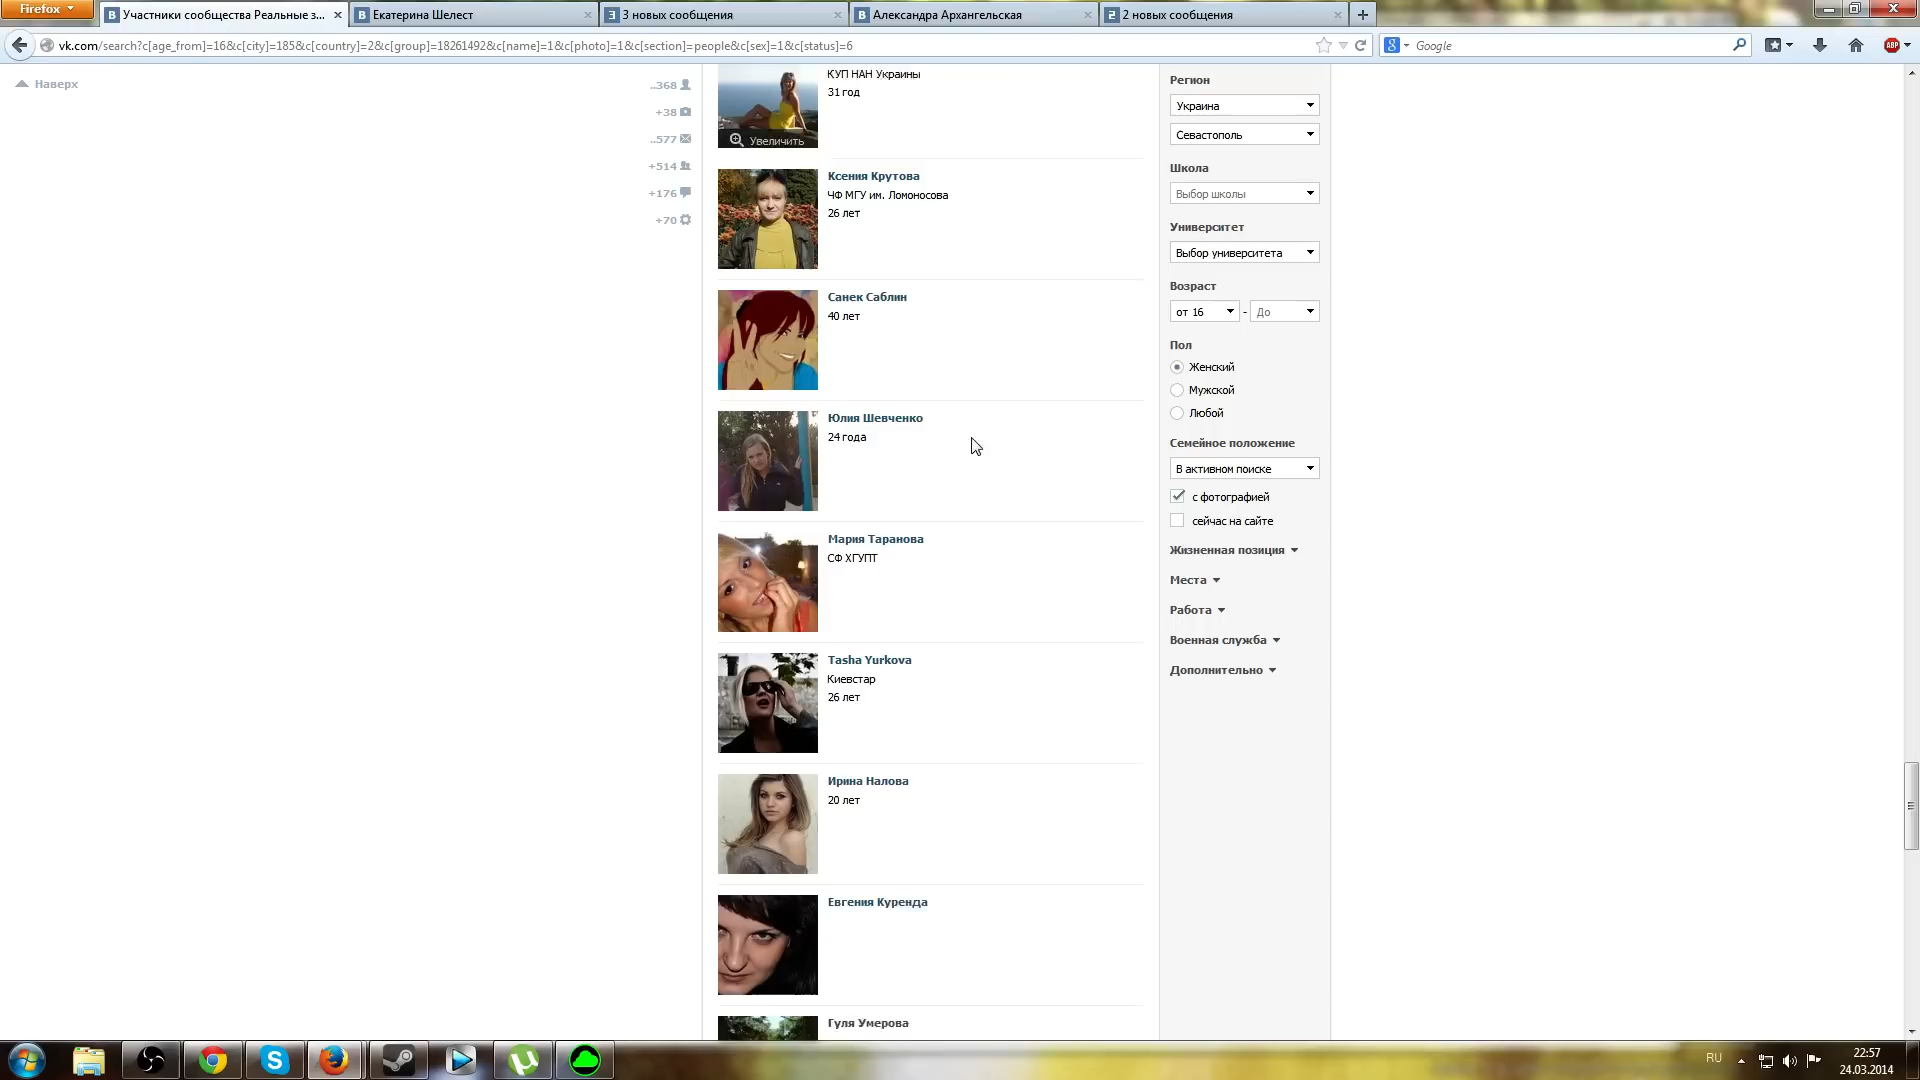 Firefox
Участники сообщества Реальные з...
Екатерина Шелест
3 новых сообщения
Александра Архангельская
2 новых сообщения
vk.com/search?c[age_from]=16&c[city]=185&c[country]=2&c[group]=18261492&c[name]=1&c[photo]=1&c[section]=people&c[sex]=1&c[status]=6
Google
ABP
Наверх
..368
+38
..577
+514
+176
+70
КУП НАН Украины
31 год
Увеличить
Ксения Крутова
ЧФ МГУ им. Ломоносова
26 лет
Санек Саблин
40 лет
Юлия Шевченко
24 года
Мария Таранова
СФ ХГУПТ
Tasha Yurkova
Киевстар
26 лет
Ирина Налова
20 лет
Евгения Куренда
Гуля Умерова
Регион
Украина
Севастополь
Школа
Выбор школы
Университет
Выбор университета
Возраст
от 16 - До
Пол
Женский
Мужской
Любой
Семейное положение
В активном поиске
с фотографией
сейчас на сайте
Жизненная позиция
Места
Работа
Военная служба
Дополнительно
RU
22:57
24.03.2014